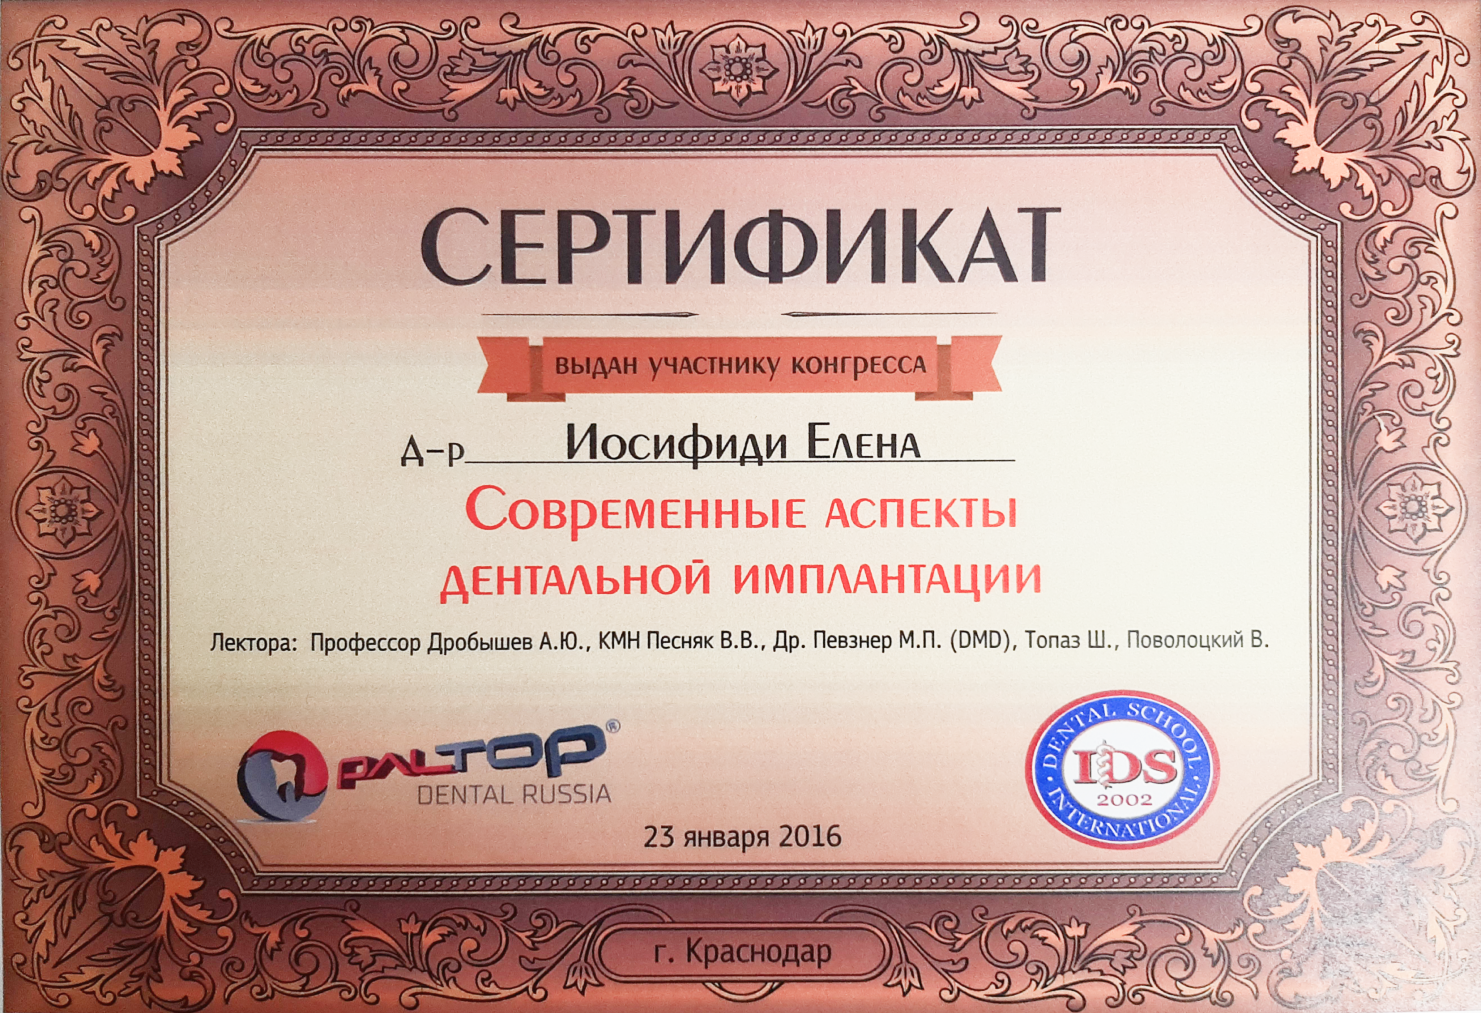 СЕРТИФИКАТ
ВЫДАН УЧАСТНИКУ КОНГРЕССА
Д-р Иосифиди Елена
Современные аспекты
дентальной имплантации
Лектора: Профессор Дробышев А.Ю., КМН Песняк В.В., Др. Певзнер М.П. (DMD), Топаз Ш., Поволоцкий В.
PALTOP®
DENTAL RUSSIA
DENTAL SCHOOL
IDS
2002
INTERNATIONAL
23 января 2016
г. Краснодар